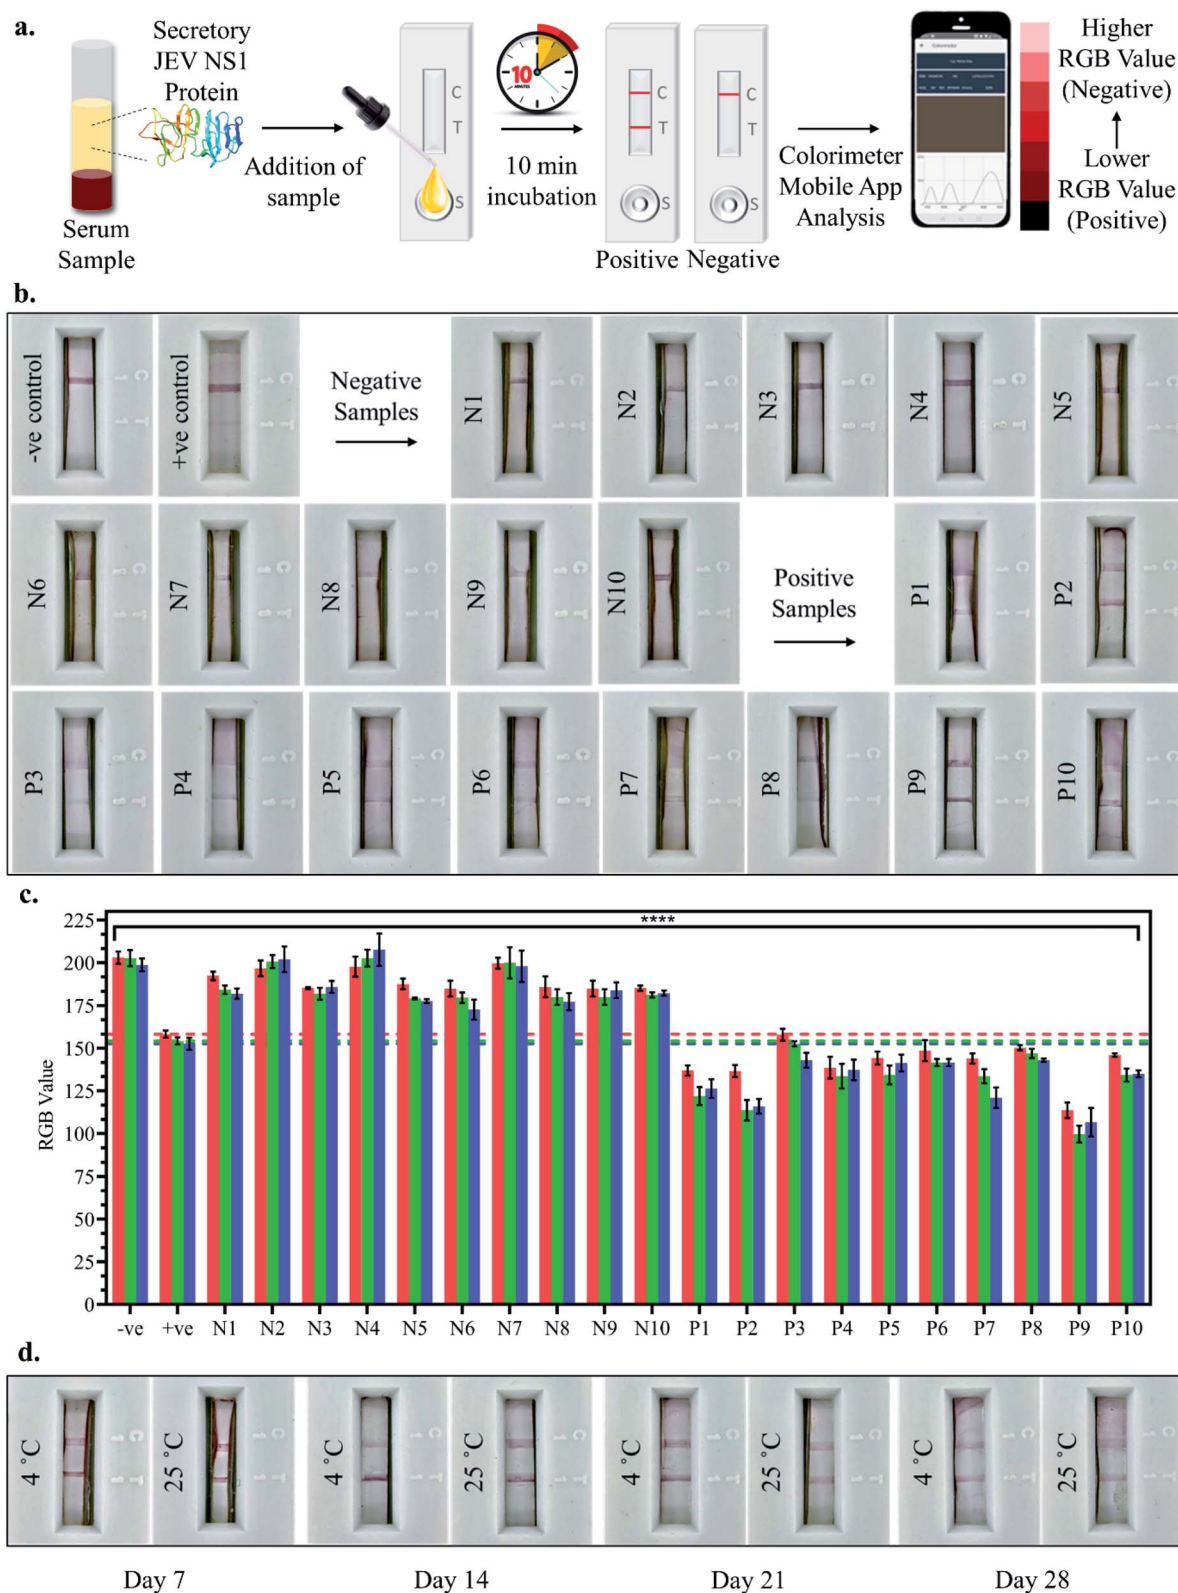 a.
Secretory
JEV NS1
Protein
Serum
Sample
Addition of
sample
C
T
S
10
MINUTES
10 min
incubation
C
T
S
Positive
C
T
S
Negative
Colorimeter
Mobile App
Analysis
Colorimeter
Higher
RGB Value
(Negative)
Lower
RGB Value
(Positive)
b.
-ve control
C
T
+ve control
C
T
Negative
Samples
N1
C
T
N2
C
T
N3
C
T
N4
C
T
N5
C
T
N6
C
T
N7
C
T
N8
C
T
N9
C
T
N10
C
T
Positive
Samples
P1
C
T
P2
C
T
P3
C
T
P4
C
T
P5
C
T
P6
C
T
P7
C
T
P8
C
T
P9
C
T
P10
C
T
c.
****
RGB Value
225
200
175
150
125
100
75
50
25
0
-ve +ve N1 N2 N3 N4 N5 N6 N7 N8 N9 N10 P1 P2 P3 P4 P5 P6 P7 P8 P9 P10
d.
4 °C
C
T
25 °C
C
T
4 °C
C
T
25 °C
C
T
4 °C
C
T
25 °C
C
T
4 °C
C
T
25 °C
C
T
Day 7 Day 14 Day 21 Day 28